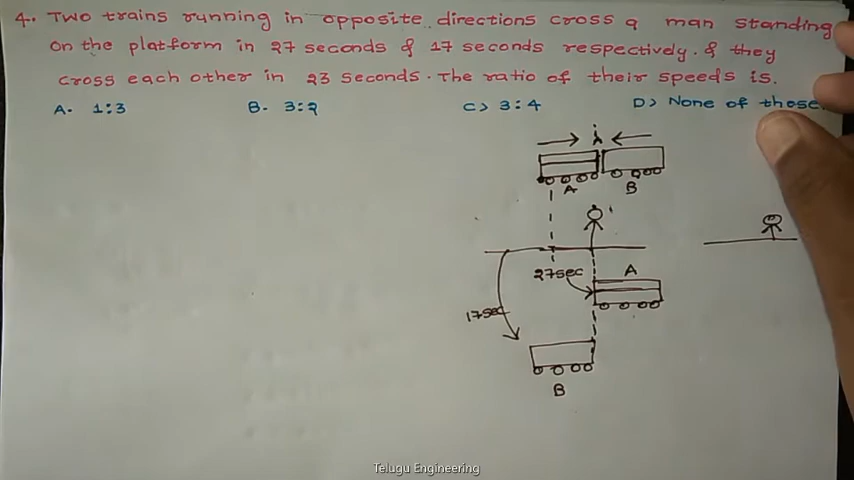 4. Two trains running in opposite directions cross a man standing
on the platform in 27 seconds & 17 seconds respectively. & they
cross each other in 23 seconds. The ratio of their speeds is.
A. 1:3 B. 3:2 C> 3:4 D> None of these
A B
27sec A
17sec
B
Telugu Engineering